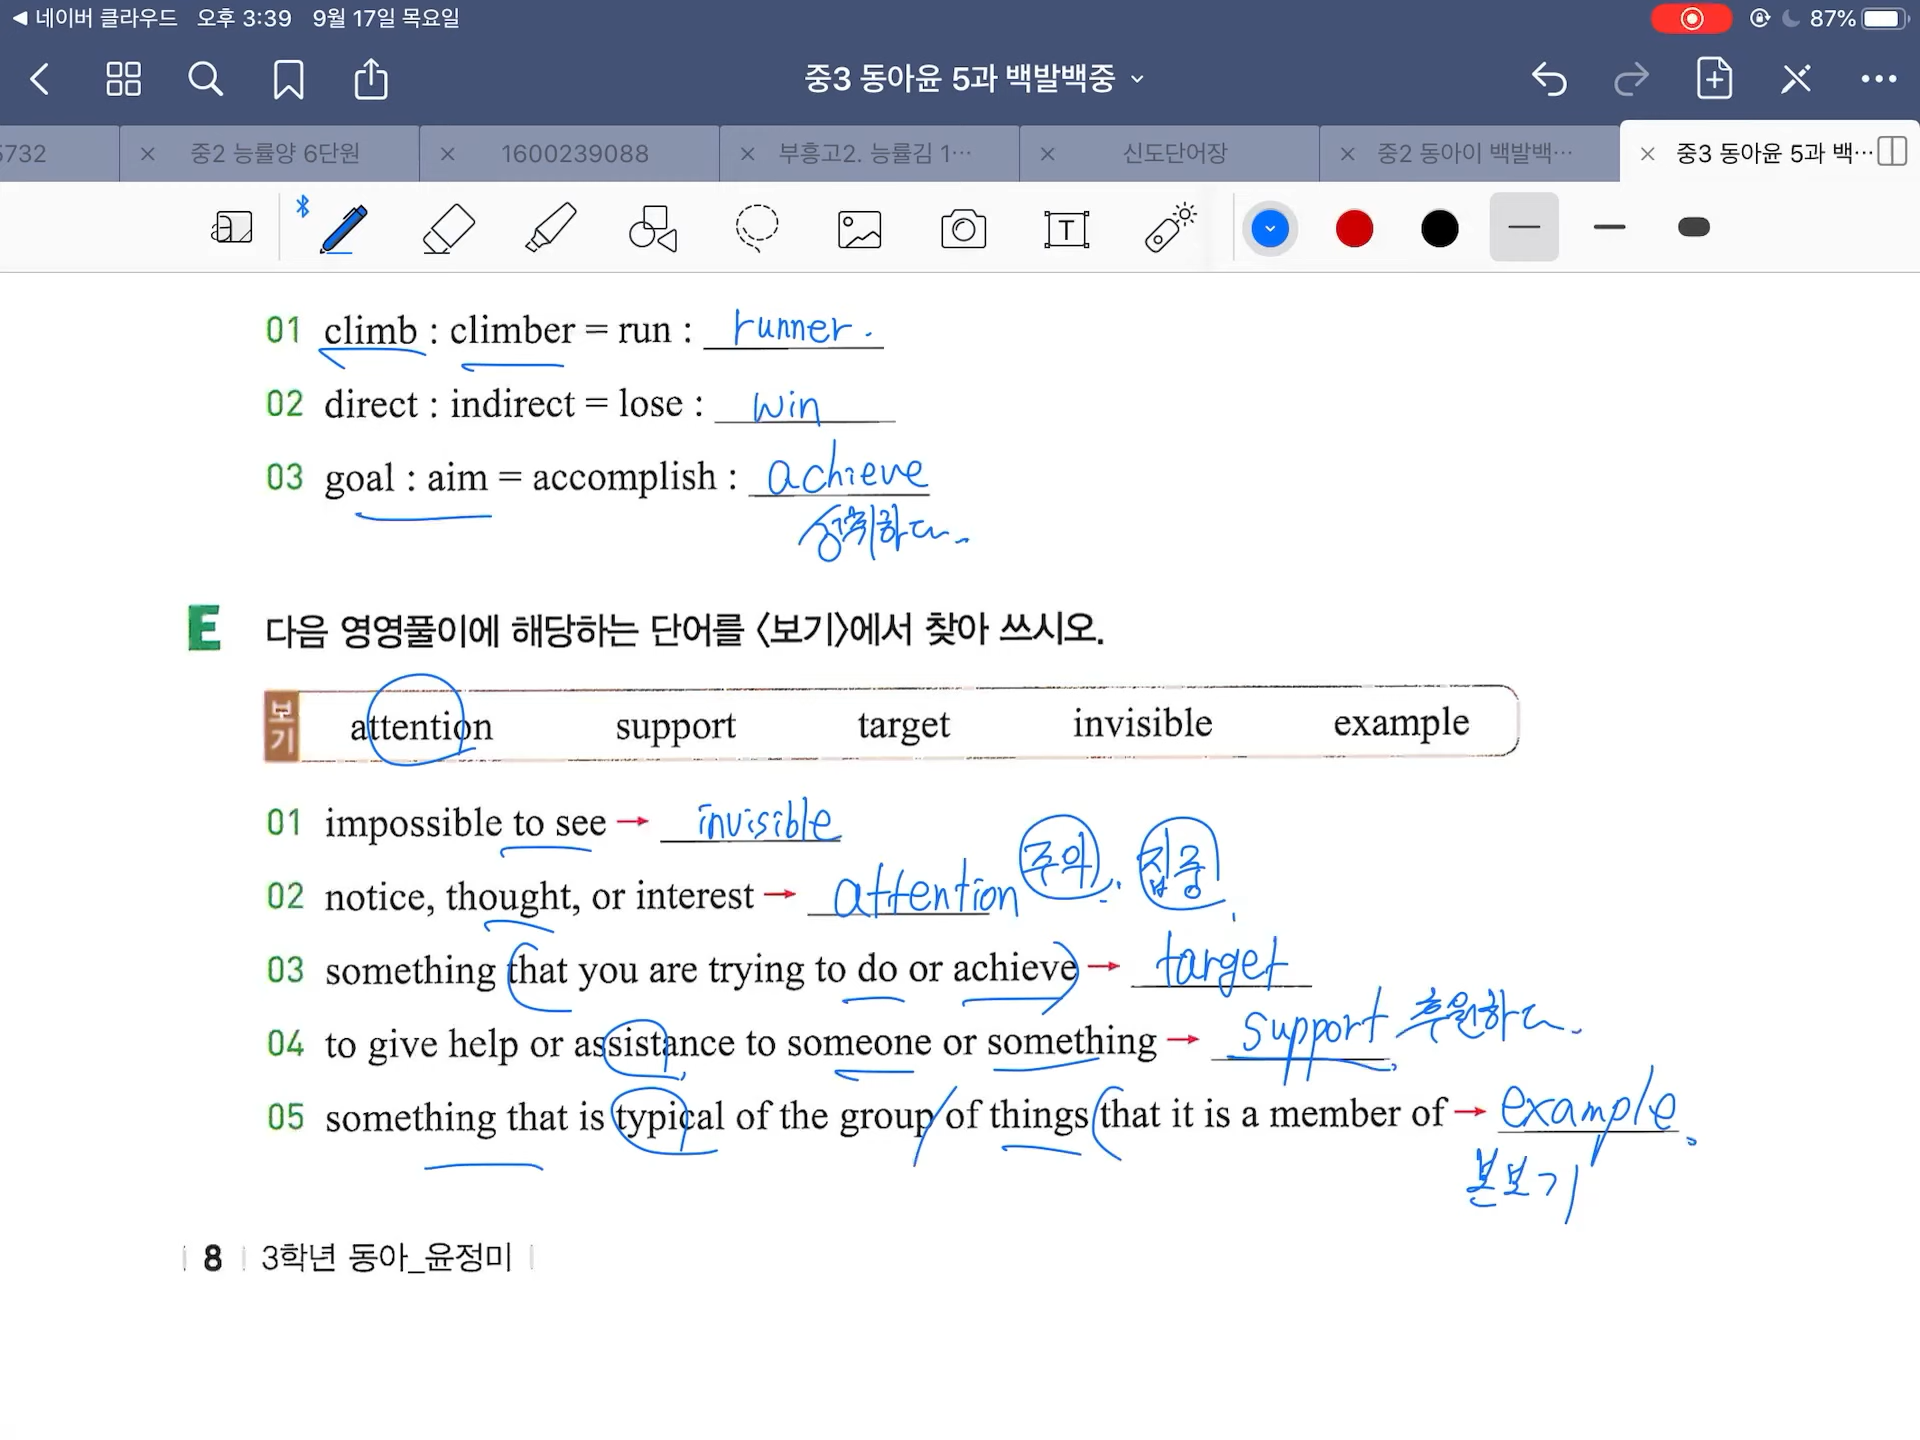 네이버 클라우드 오후 3:39 9월 17일 목요일 87%
중3 동아윤 5과 백발백중
5732 중2 능률양 6단원 1600239088 부흥고2. 능률김 1… 신도단어장 중2 동아이 백발백… 중3 동아윤 5과 백…
T
01 climb : climber = run : runner.
02 direct : indirect = lose : win
03 goal : aim = accomplish : achieve
성취하다.
E 다음 영영풀이에 해당하는 단어를 <보기>에서 찾아 쓰시오.
보기 attention support target invisible example
01 impossible to see → invisible
02 notice, thought, or interest → attention 주의, 집중.
03 something that you are trying to do or achieve → target
04 to give help or assistance to someone or something → support 후원하다.
05 something that is typical of the group of things that it is a member of → example.
본보기
8 3학년 동아_윤정미